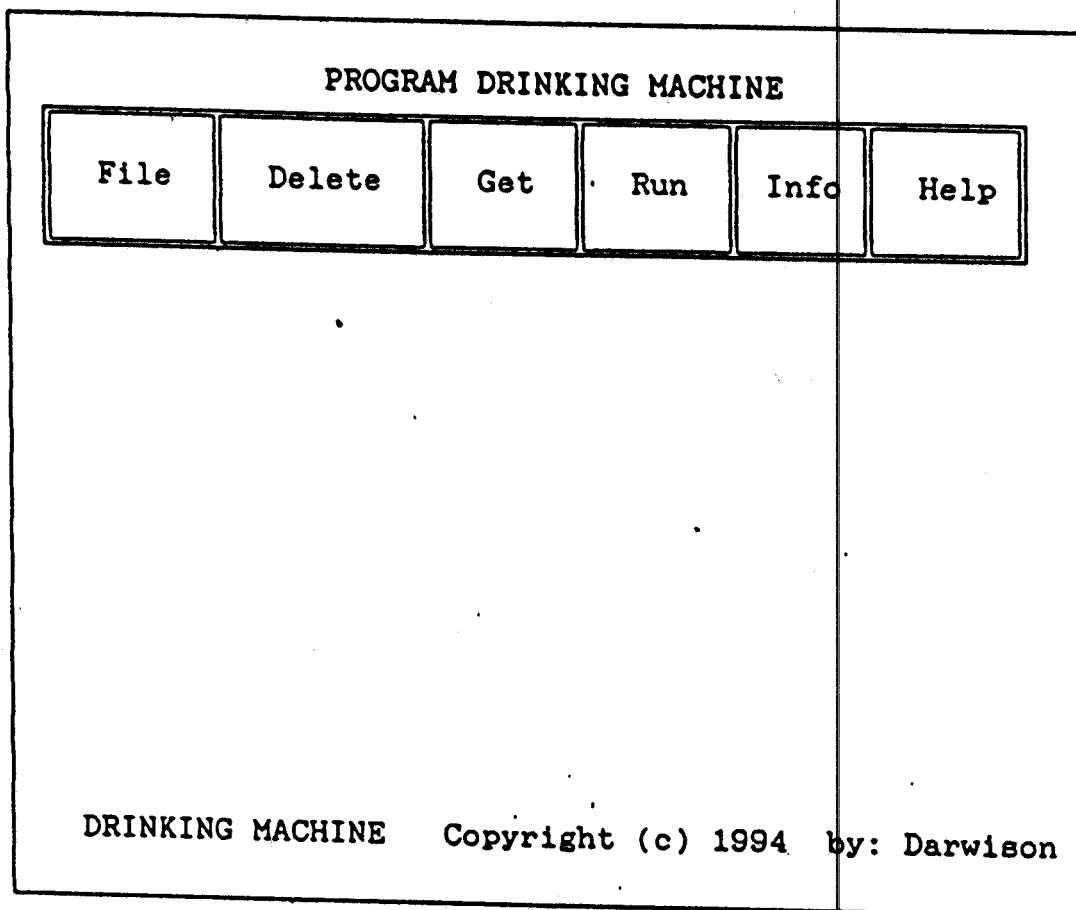 PROGRAM DRINKING MACHINE
File Delete Get Run Info Help
DRINKING MACHINE Copyright (c) 1994 by: Darwison